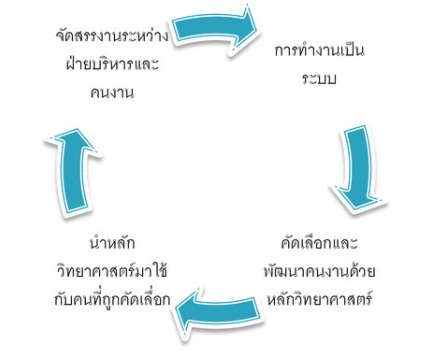 จัดสรรงานระหว่าง
ฝ่ายบริหารและ
คนงาน
การทำงานเป็น
ระบบ
คัดเลือกและ
พัฒนาคนงานด้วย
หลักวิทยาศาสตร์
นำหลัก
วิทยาศาสตร์มาใช้
กับคนที่ถูกคัดเลื่อก